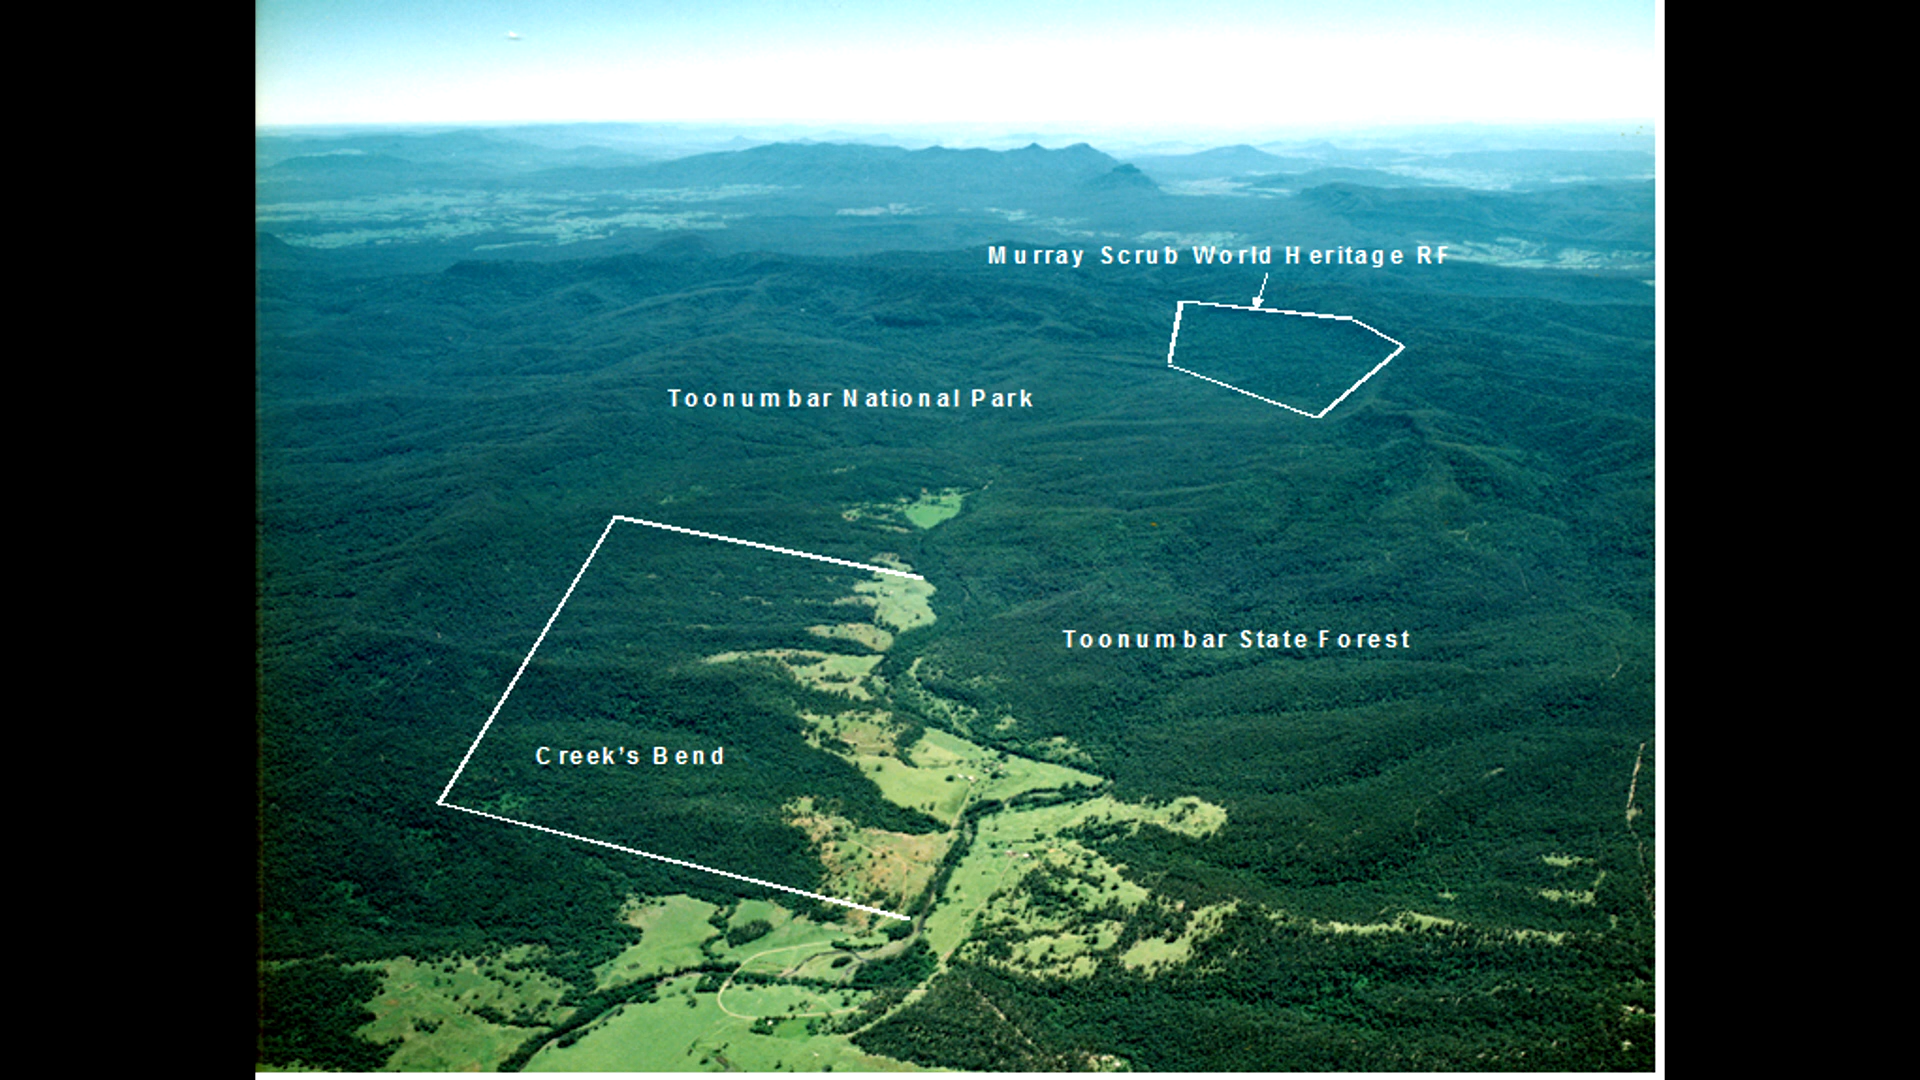 Murray Scrub World Heritage RF
Toonumbar National Park
Toonumbar State Forest
Creek's Bend